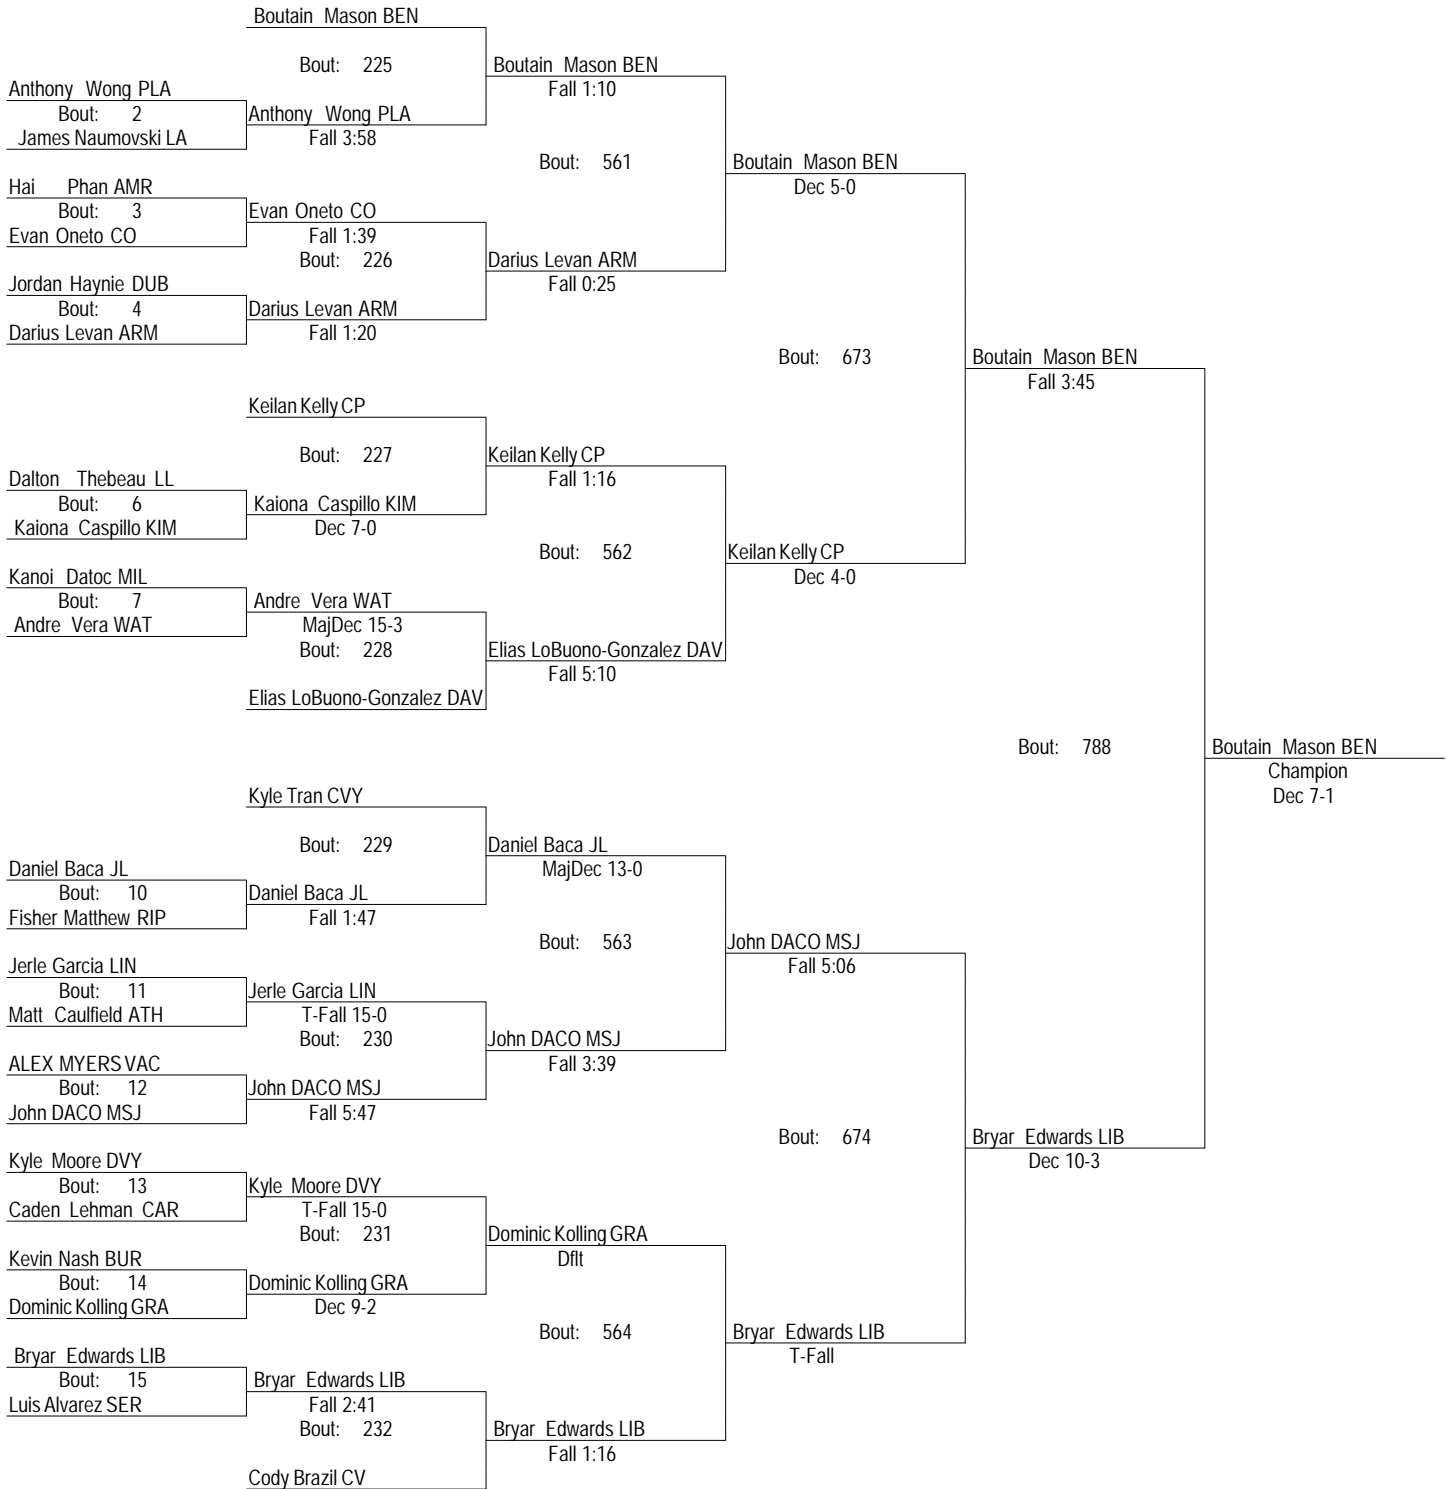 Boutain Mason BEN
Bout: 225
Boutain Mason BEN
Fall 1:10
Anthony Wong PLA
Bout: 2
James Naumovski LA
Anthony Wong PLA
Fall 3:58
Bout: 561
Boutain Mason BEN
Dec 5-0
Hai Phan AMR
Bout: 3
Evan Oneto CO
Evan Oneto CO
Fall 1:39
Bout: 226
Darius Levan ARM
Fall 0:25
Jordan Haynie DUB
Bout: 4
Darius Levan ARM
Darius Levan ARM
Fall 1:20
Bout: 673
Boutain Mason BEN
Fall 3:45
Keilan Kelly CP
Bout: 227
Keilan Kelly CP
Fall 1:16
Dalton Thebeau LL
Bout: 6
Kaiona Caspillo KIM
Kaiona Caspillo KIM
Dec 7-0
Bout: 562
Keilan Kelly CP
Dec 4-0
Kanoi Datoc MIL
Bout: 7
Andre Vera WAT
Andre Vera WAT
MajDec 15-3
Bout: 228
Elias LoBuono-Gonzalez DAV
Fall 5:10
Elias LoBuono-Gonzalez DAV
Bout: 788
Boutain Mason BEN
Champion
Dec 7-1
Kyle Tran CVY
Bout: 229
Daniel Baca JL
MajDec 13-0
Daniel Baca JL
Bout: 10
Fisher Matthew RIP
Daniel Baca JL
Fall 1:47
Bout: 563
John DACO MSJ
Fall 5:06
Jerle Garcia LIN
Bout: 11
Matt Caulfield ATH
Jerle Garcia LIN
T-Fall 15-0
Bout: 230
John DACO MSJ
Fall 3:39
ALEX MYERS VAC
Bout: 12
John DACO MSJ
John DACO MSJ
Fall 5:47
Bout: 674
Bryar Edwards LIB
Dec 10-3
Kyle Moore DVY
Bout: 13
Caden Lehman CAR
Kyle Moore DVY
T-Fall 15-0
Bout: 231
Dominic Kolling GRA
Dflt
Kevin Nash BUR
Bout: 14
Dominic Kolling GRA
Dominic Kolling GRA
Dec 9-2
Bout: 564
Bryar Edwards LIB
T-Fall
Bryar Edwards LIB
Bout: 15
Luis Alvarez SER
Bryar Edwards LIB
Fall 2:41
Bout: 232
Bryar Edwards LIB
Fall 1:16
Cody Brazil CV